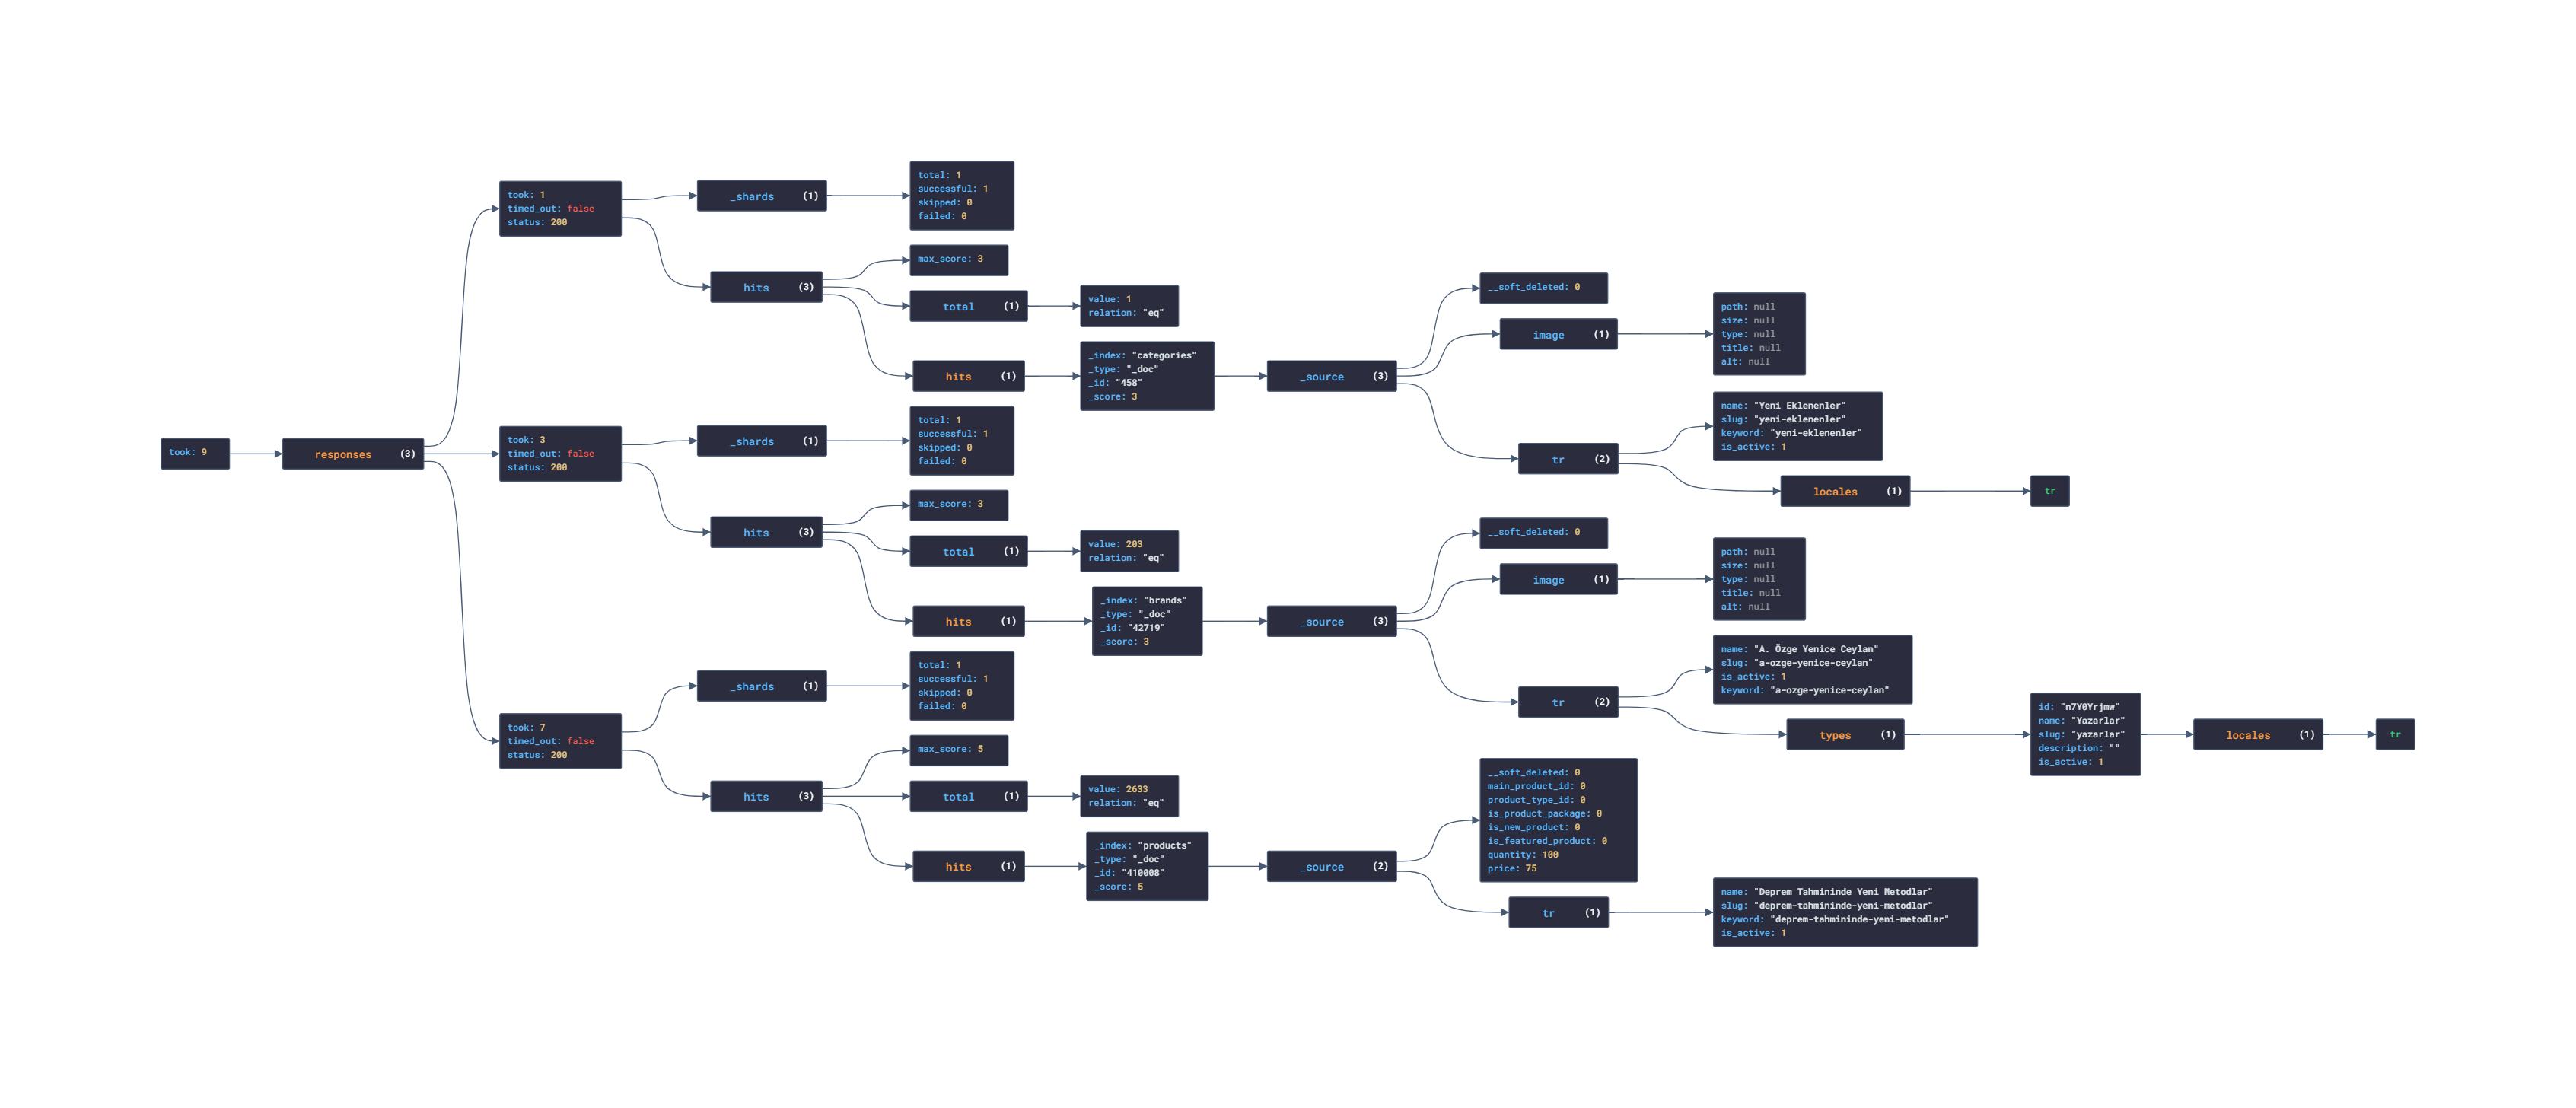 took: 9
responses (3)
took: 1
timed_out: false
status: 200
_shards (1)
total: 1
successful: 1
skipped: 0
failed: 0
hits (3)
max_score: 3
total (1)
value: 1
relation: "eq"
hits (1)
_index: "categories"
_type: "_doc"
_id: "458"
_score: 3
_source (3)
__soft_deleted: 0
image (1)
path: null
size: null
type: null
title: null
alt: null
tr (2)
name: "Yeni Eklenenler"
slug: "yeni-eklenenler"
keyword: "yeni-eklenenler"
is_active: 1
locales (1)
tr
took: 3
timed_out: false
status: 200
_shards (1)
total: 1
successful: 1
skipped: 0
failed: 0
hits (3)
max_score: 3
total (1)
value: 203
relation: "eq"
hits (1)
_index: "brands"
_type: "_doc"
_id: "42719"
_score: 3
_source (3)
__soft_deleted: 0
image (1)
path: null
size: null
type: null
title: null
alt: null
tr (2)
name: "A. Özge Yenice Ceylan"
slug: "a-ozge-yenice-ceylan"
is_active: 1
keyword: "a-ozge-yenice-ceylan"
types (1)
id: "n7Y0Yrjmw"
name: "Yazarlar"
slug: "yazarlar"
description: ""
is_active: 1
locales (1)
tr
took: 7
timed_out: false
status: 200
_shards (1)
total: 1
successful: 1
skipped: 0
failed: 0
hits (3)
max_score: 5
total (1)
value: 2633
relation: "eq"
hits (1)
_index: "products"
_type: "_doc"
_id: "410008"
_score: 5
_source (2)
__soft_deleted: 0
main_product_id: 0
product_type_id: 0
is_product_package: 0
is_new_product: 0
is_featured_product: 0
quantity: 100
price: 75
tr (1)
name: "Deprem Tahmininde Yeni Metodlar"
slug: "deprem-tahmininde-yeni-metodlar"
keyword: "deprem-tahmininde-yeni-metodlar"
is_active: 1